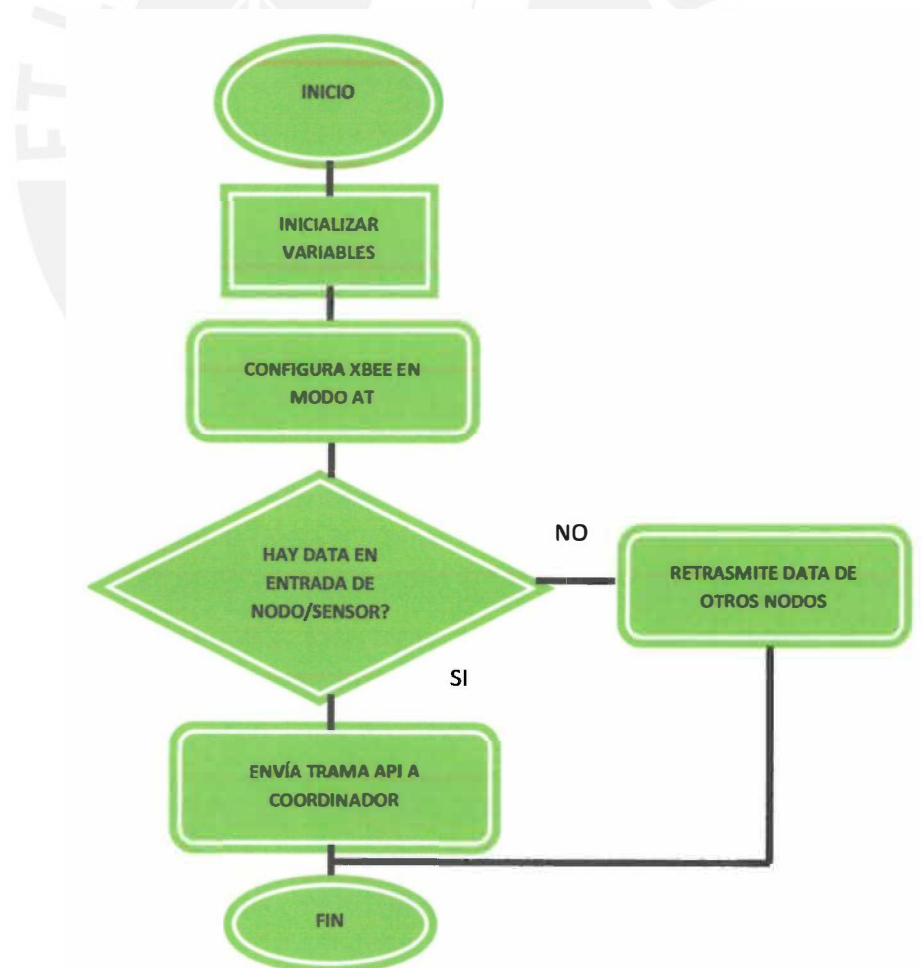 INICIO
INICIALIZAR
VARIABLES
CONFIGURA XBEE EN
MODO AT
HAY DATA EN
ENTRADA DE
NODO/SENSOR?
NO
RETRASMITE DATA DE
OTROS NODOS
SI
ENVÍA TRAMA API A
COORDINADOR
FIN